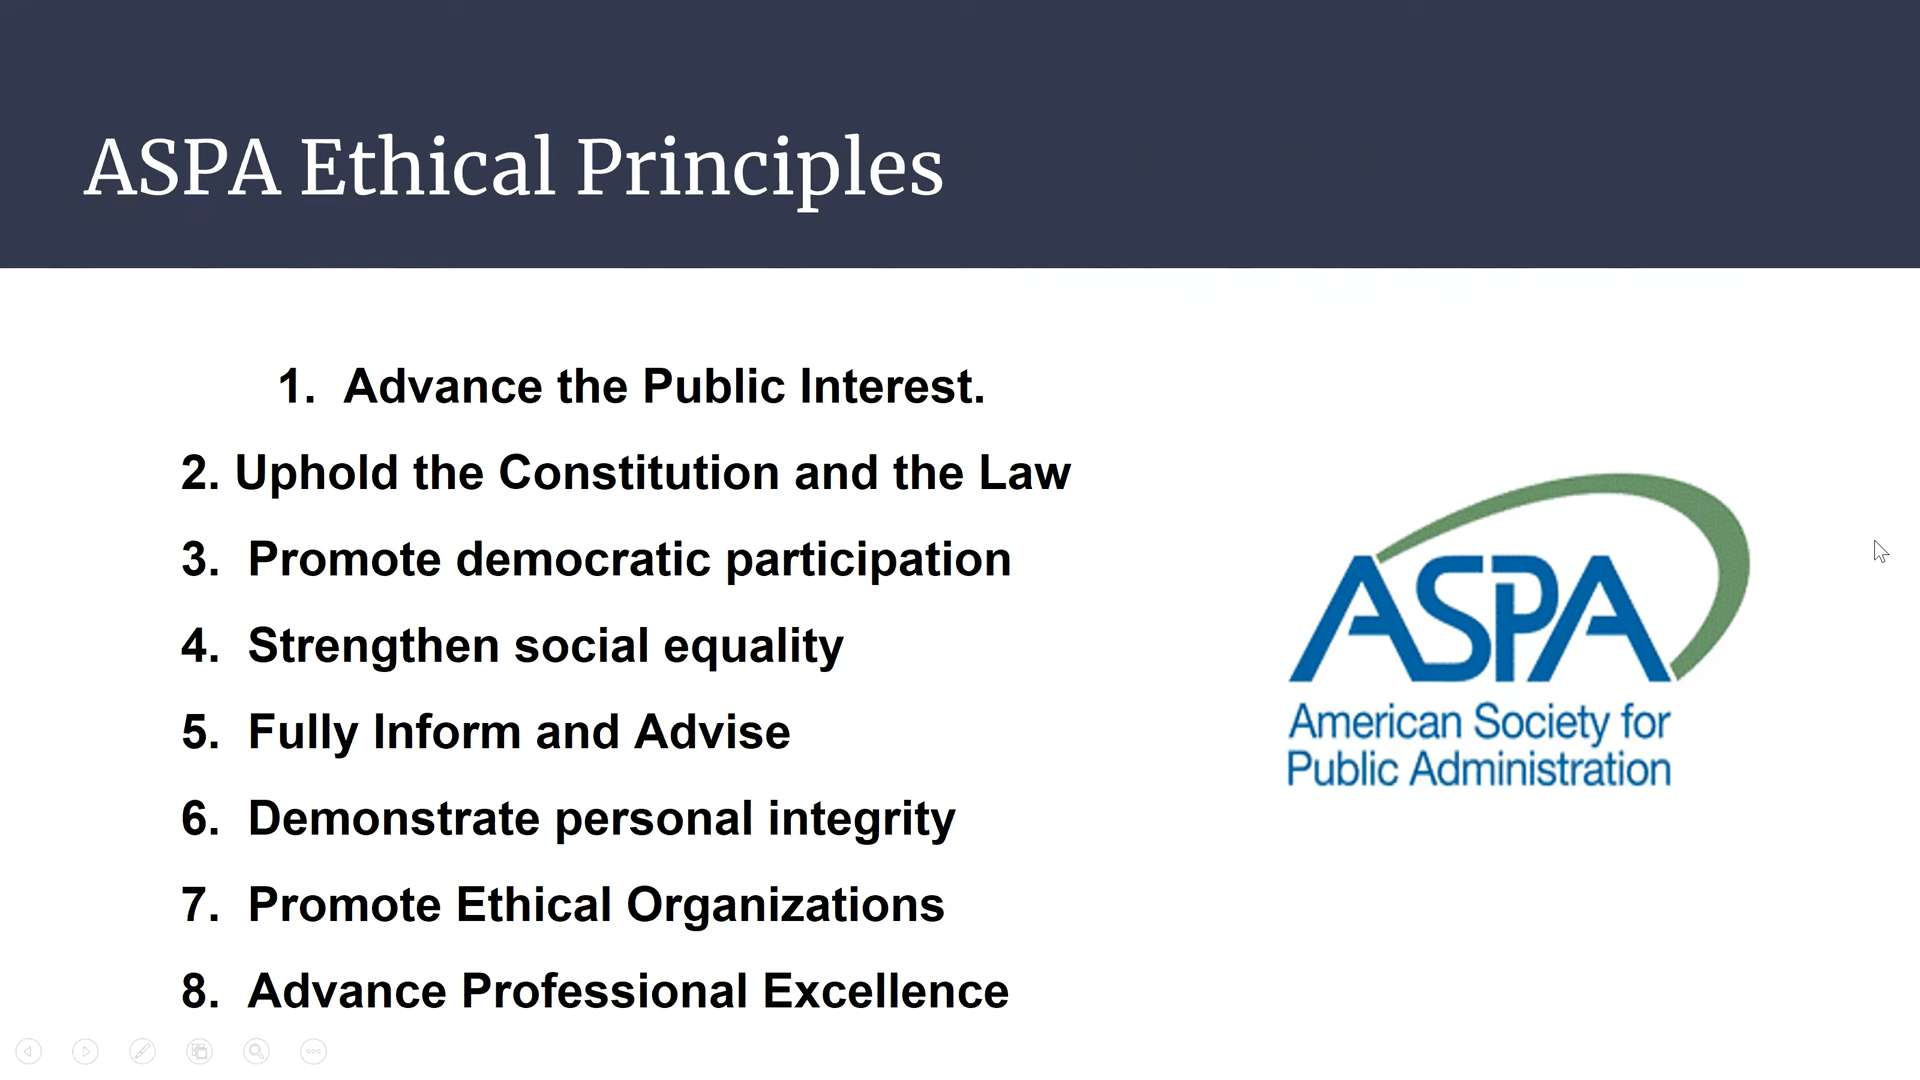 ASPA Ethical Principles
1. Advance the Public Interest.
2. Uphold the Constitution and the Law
3. Promote democratic participation
4. Strengthen social equality
5. Fully Inform and Advise
6. Demonstrate personal integrity
7. Promote Ethical Organizations
8. Advance Professional Excellence
ASPA
American Society for
Public Administration